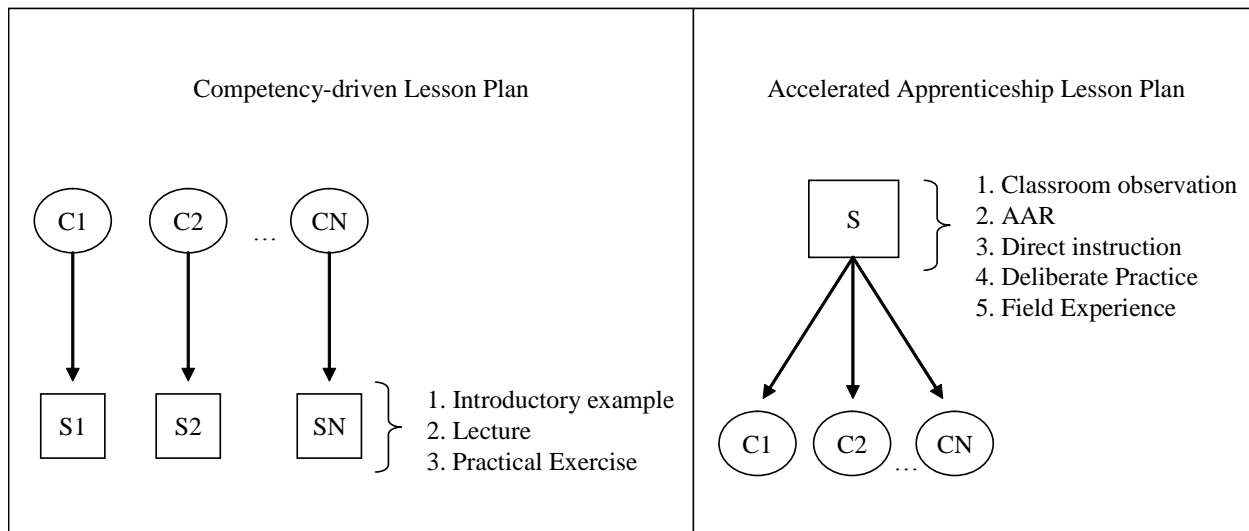 Competency-driven Lesson Plan
C1 C2 … CN
S1 S2 SN
1. Introductory example
2. Lecture
3. Practical Exercise
Accelerated Apprenticeship Lesson Plan
S
1. Classroom observation
2. AAR
3. Direct instruction
4. Deliberate Practice
5. Field Experience
C1 C2 … CN